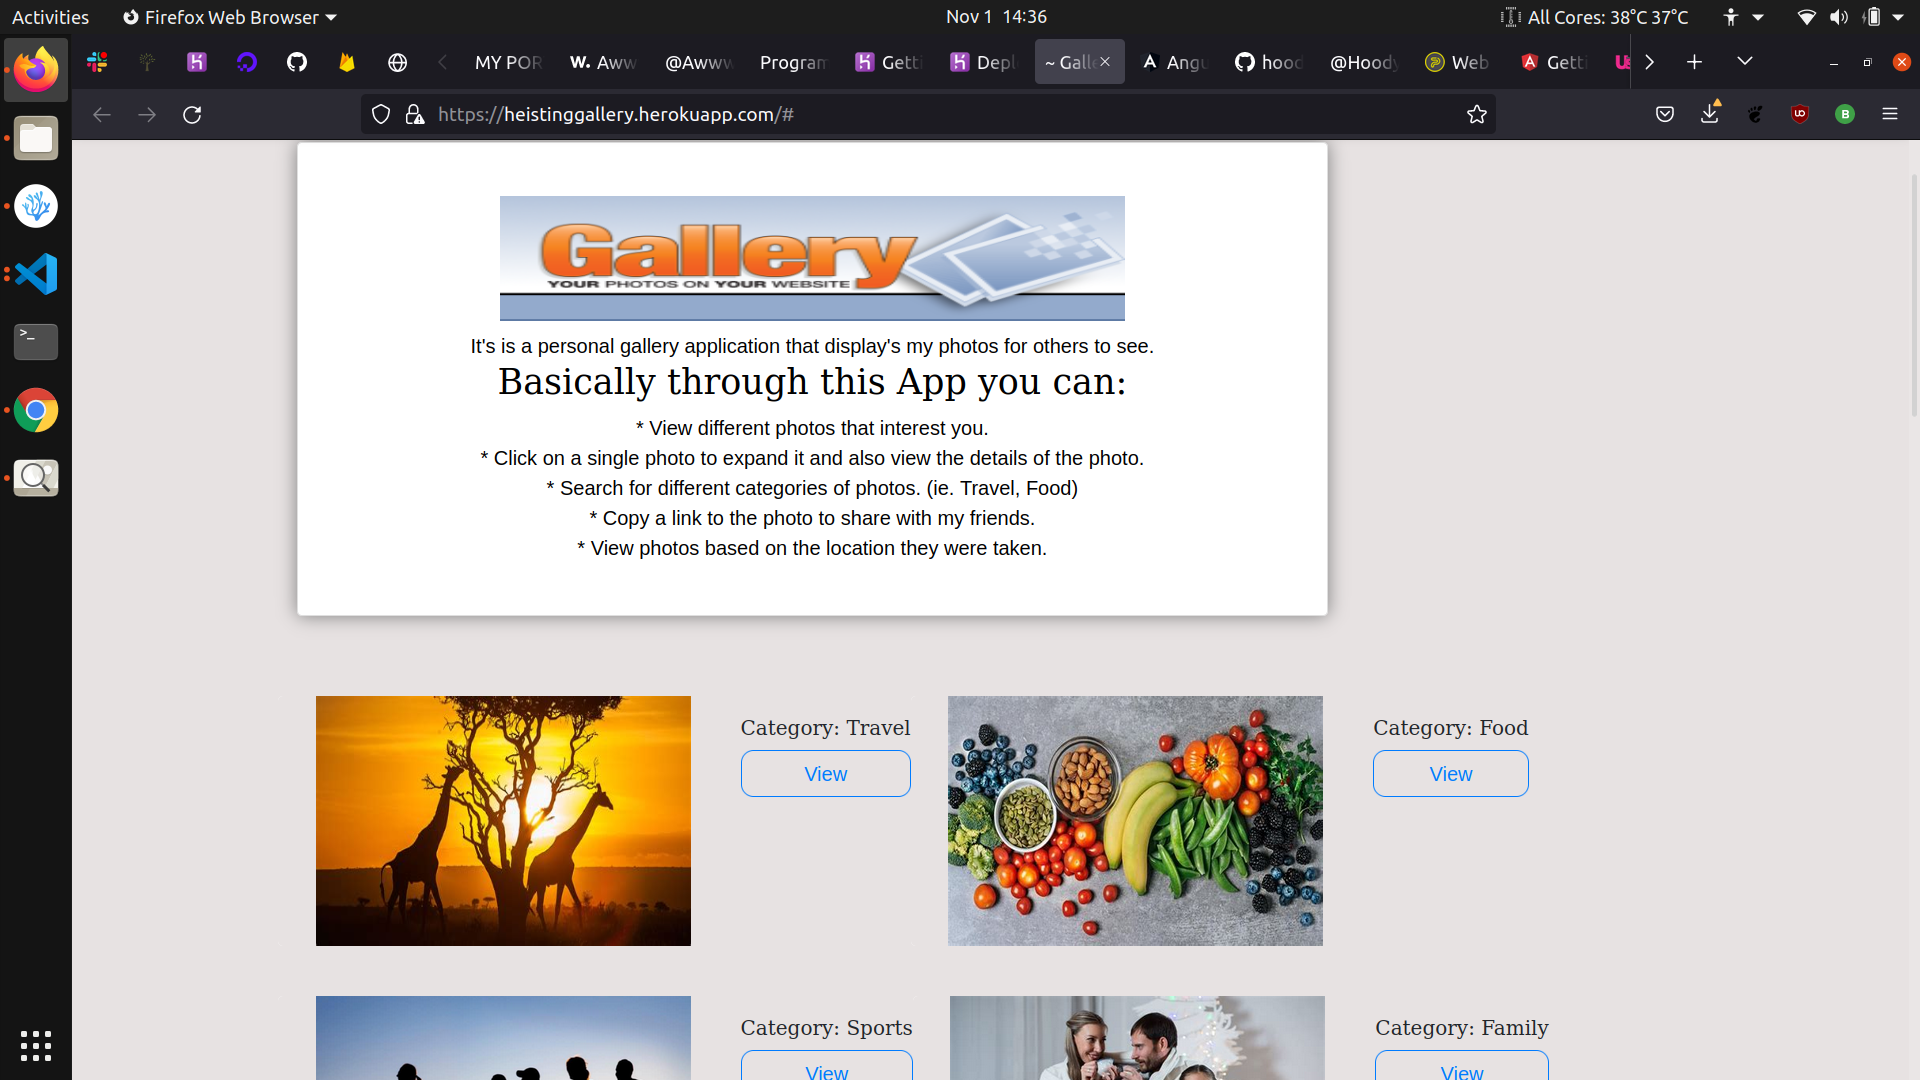 Activities Firefox Web Browser Nov 1 14:36 All Cores: 38°C 37°C
MY POR W. Aww @Aww Program Getti Depl ~ Gall Angu hood @Hoody Web Getti
https://heistinggallery.herokuapp.com/#
Gallery
YOUR PHOTOS ON YOUR WEBSITE
It's is a personal gallery application that display's my photos for others to see.
Basically through this App you can:
* View different photos that interest you.
* Click on a single photo to expand it and also view the details of the photo.
* Search for different categories of photos. (ie. Travel, Food)
* Copy a link to the photo to share with my friends.
* View photos based on the location they were taken.
Category: Travel
View
Category: Food
View
Category: Sports
View
Category: Family
View